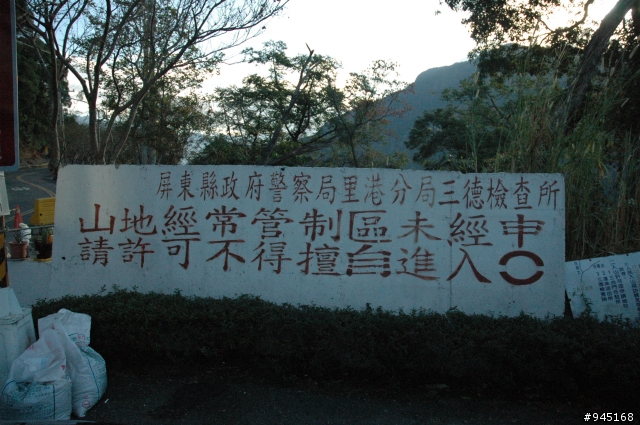 屏東縣政府警察局里港分局三德檢查所
山地經常管制區未經申
請許可不得擅自進入
#945168